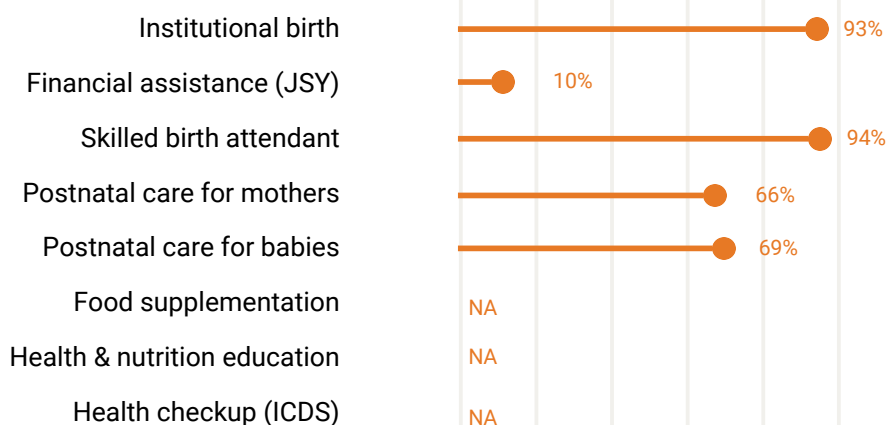 Institutional birth 93%
Financial assistance (JSY) 10%
Skilled birth attendant 94%
Postnatal care for mothers 66%
Postnatal care for babies 69%
Food supplementation NA
Health & nutrition education NA
Health checkup (ICDS) NA